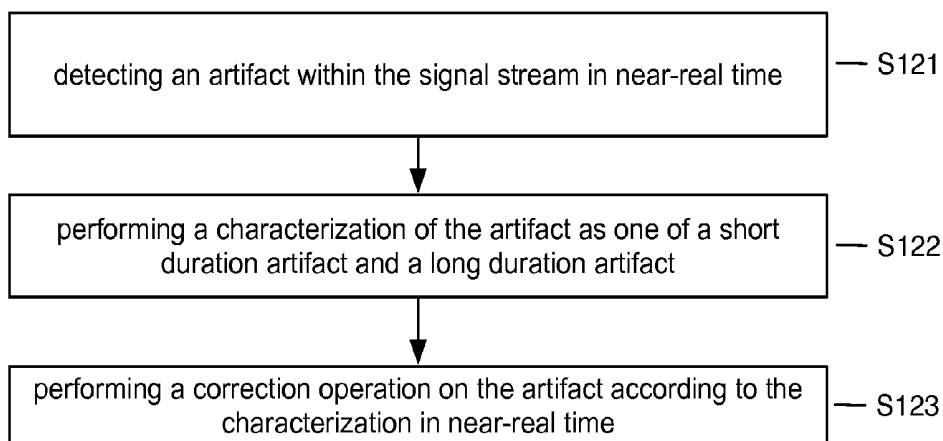 detecting an artifact within the signal stream in near-real time
S121
performing a characterization of the artifact as one of a short
duration artifact and a long duration artifact
S122
performing a correction operation on the artifact according to the
characterization in near-real time
S123